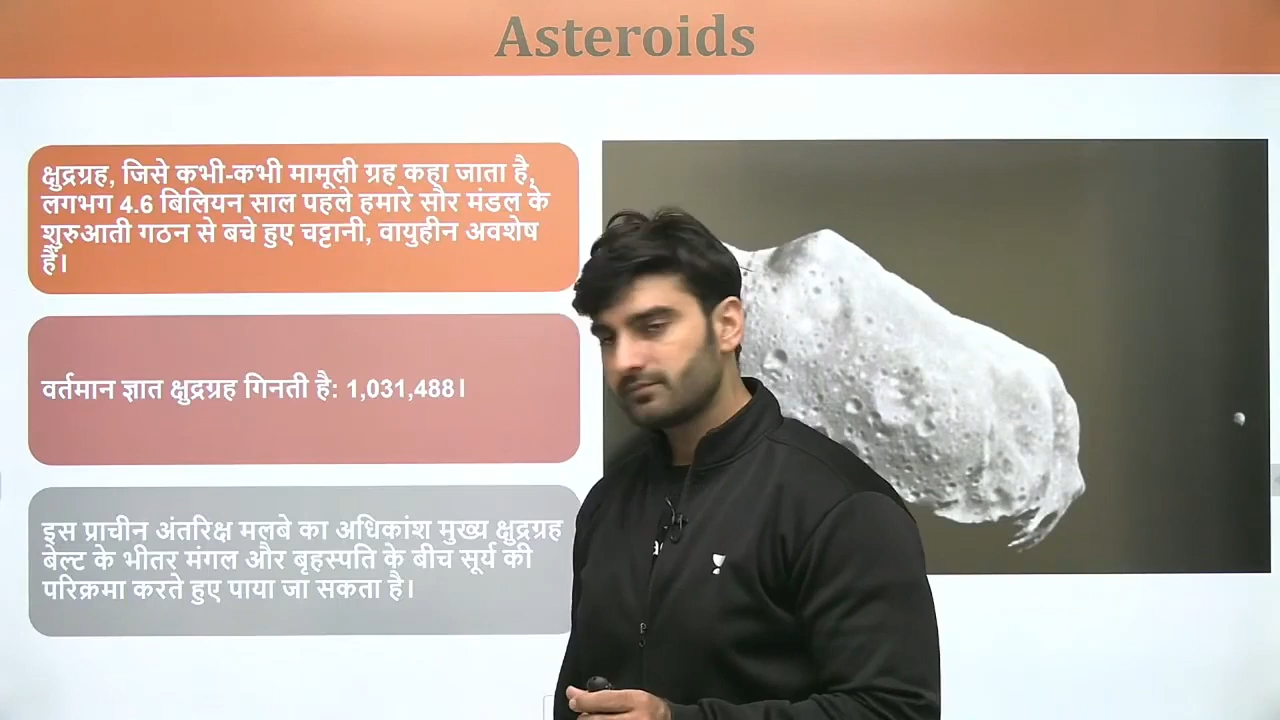 Asteroids
क्षुद्रग्रह, जिसे कभी-कभी मामूली ग्रह कहा जाता है,
लगभग 4.6 बिलियन साल पहले हमारे सौर मंडल के
शुरुआती गठन से बचे हुए चट्टानी, वायुहीन अवशेष
हैं।
वर्तमान ज्ञात क्षुद्रग्रह गिनती है: 1,031,488।
इस प्राचीन अंतरिक्ष मलबे का अधिकांश मुख्य क्षुद्रग्रह
बेल्ट के भीतर मंगल और बृहस्पति के बीच सूर्य की
परिक्रमा करते हुए पाया जा सकता है।